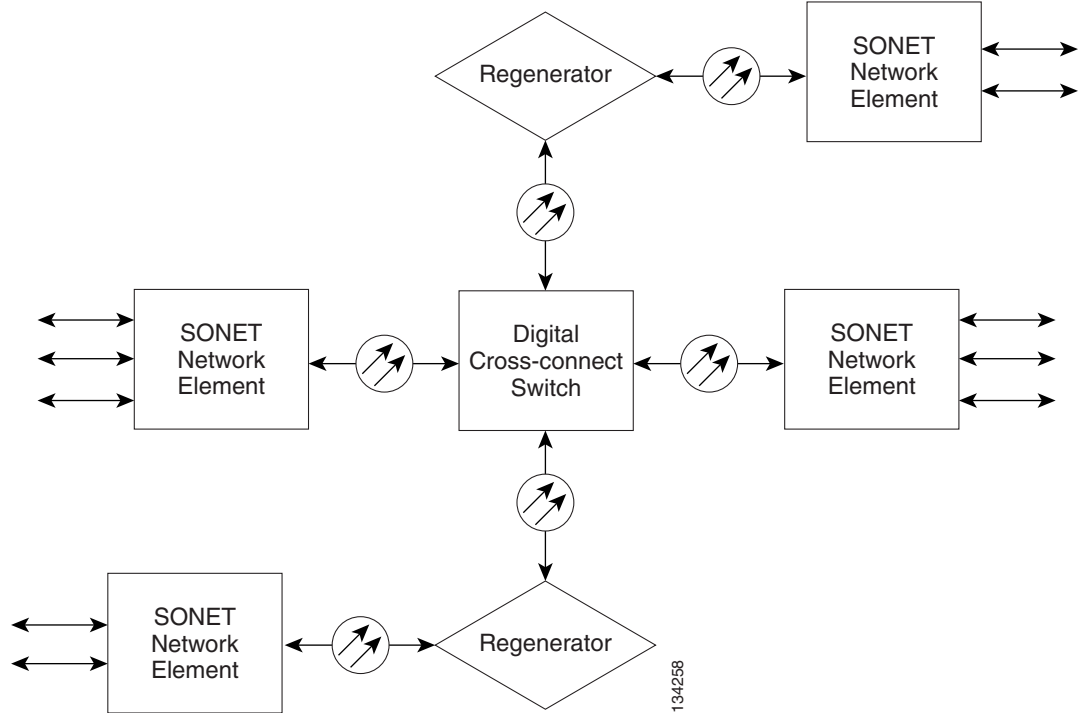 Regenerator
SONET
Network
Element
SONET
Network
Element
Digital
Cross-connect
Switch
SONET
Network
Element
SONET
Network
Element
Regenerator
134258